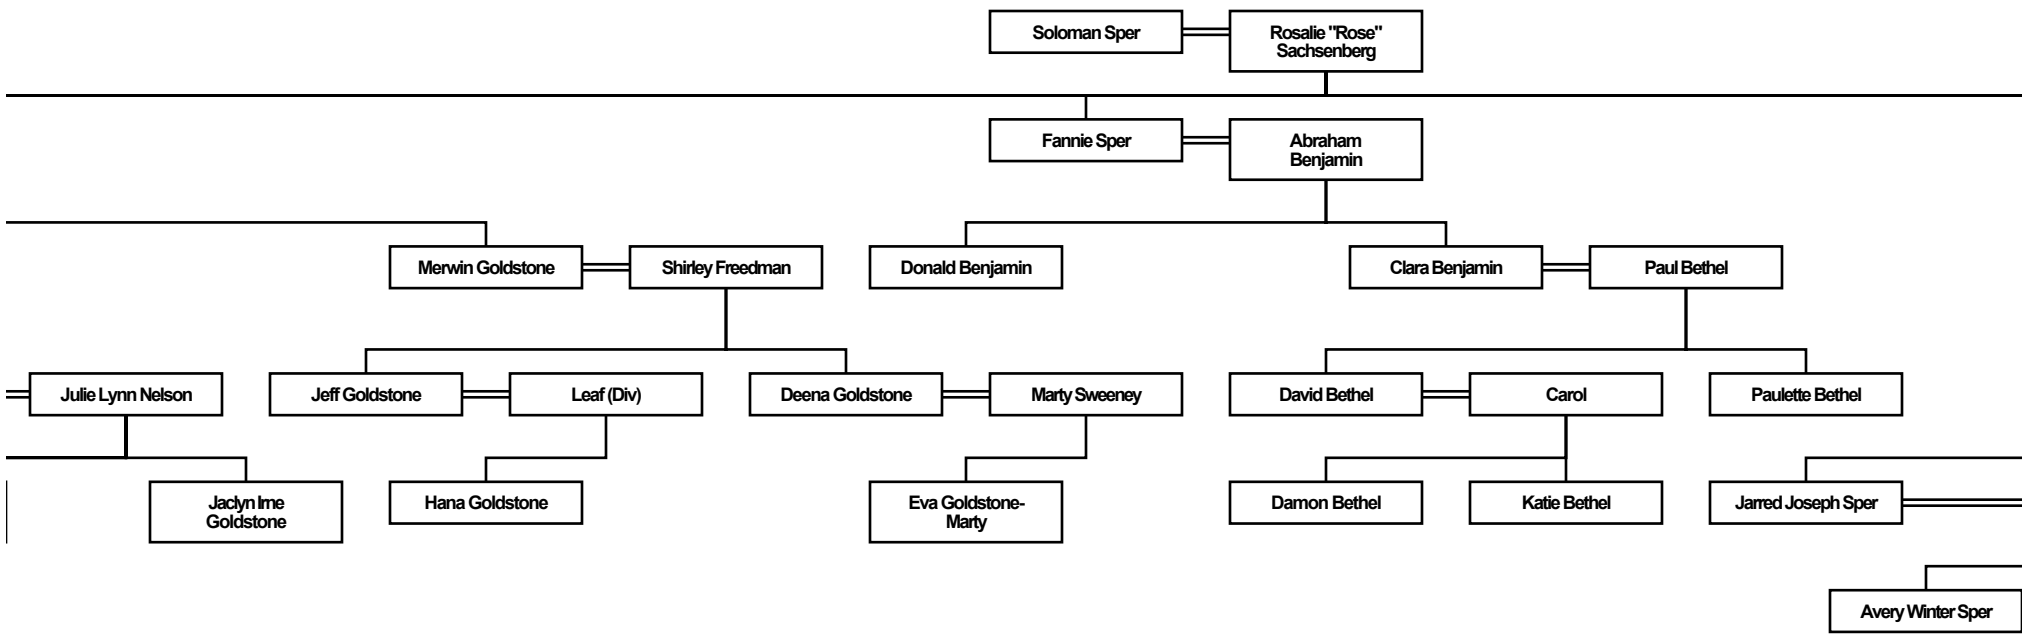 Soloman Sper
Rosalie "Rose"
Sachsenberg
Fannie Sper
Abraham
Benjamin
Merwin Goldstone
Shirley Freedman
Donald Benjamin
Clara Benjamin
Paul Bethel
Julie Lynn Nelson
Jeff Goldstone
Leaf (Div)
Deena Goldstone
Marty Sweeney
David Bethel
Carol
Paulette Bethel
Jaclyn Irne
Goldstone
Hana Goldstone
Eva Goldstone-
Marty
Damon Bethel
Katie Bethel
Jarred Joseph Sper
Avery Winter Sper